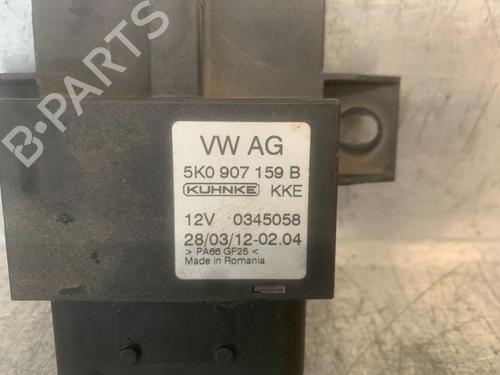 B-PARTS
VW AG
5K0 907 159 B
KUHNKE KKE
12V 0345058
28/03/12-02.04
> PA66 GF25 <
Made in Romania